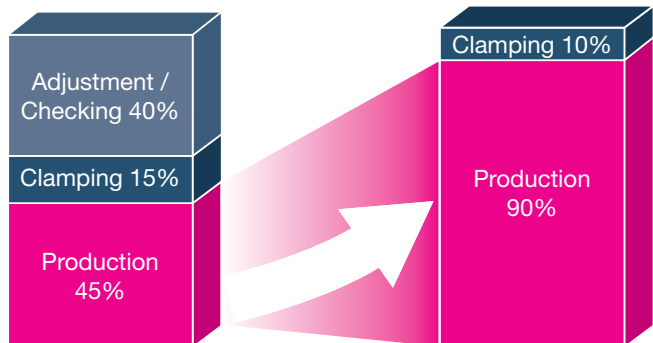 Adjustment /
Checking 40%
Clamping 15%
Production
45%
Clamping 10%
Production
90%